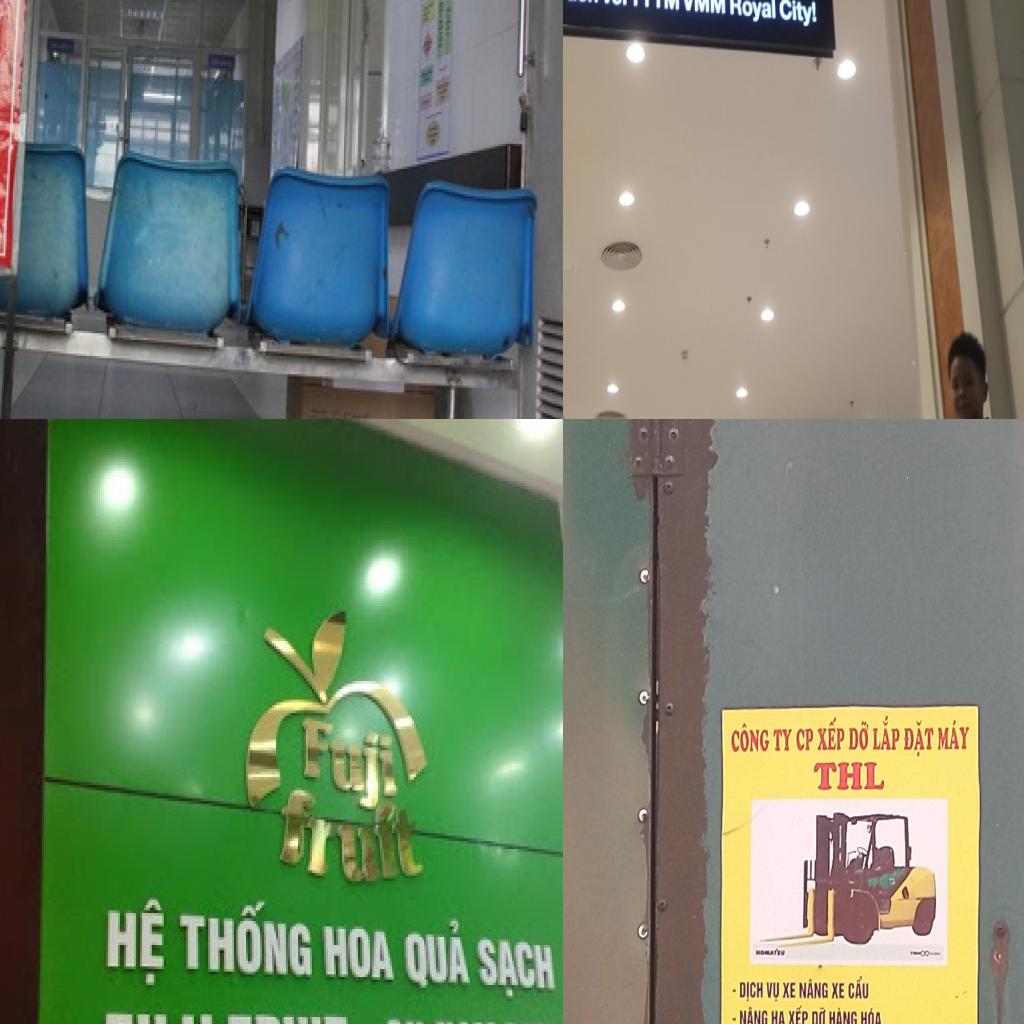 TTTM VMM Royal City!
Fuji
fruit
HỆ THỐNG HOA QUẢ SẠCH
CÔNG TY CP XẾP DỠ LẮP ĐẶT MÁY
THL
KOMATSU
- DỊCH VỤ XE NÂNG XE CẨU
- NÂNG HẠ XẾP DỠ HÀNG HÓA